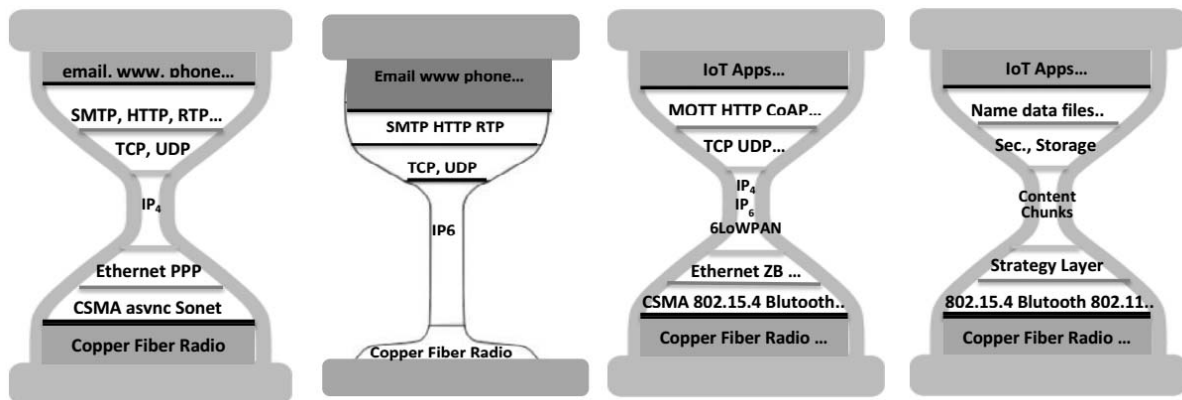 email. www. phone...
SMTP, HTTP, RTP...
TCP, UDP
IP4
Ethernet PPP
CSMA async Sonet
Copper Fiber Radio
Email www phone...
SMTP HTTP RTP
TCP, UDP
IP6
Copper Fiber Radio
IoT Apps...
MOTT HTTP CoAP...
TCP UDP...
IP4
IP6
6LoWPAN
Ethernet ZB ...
CSMA 802.15.4 Blutooth..
Copper Fiber Radio ...
IoT Apps...
Name data files..
Sec., Storage
Content
Chunks
Strategy Layer
802.15.4 Blutooth 802.11..
Copper Fiber Radio ...